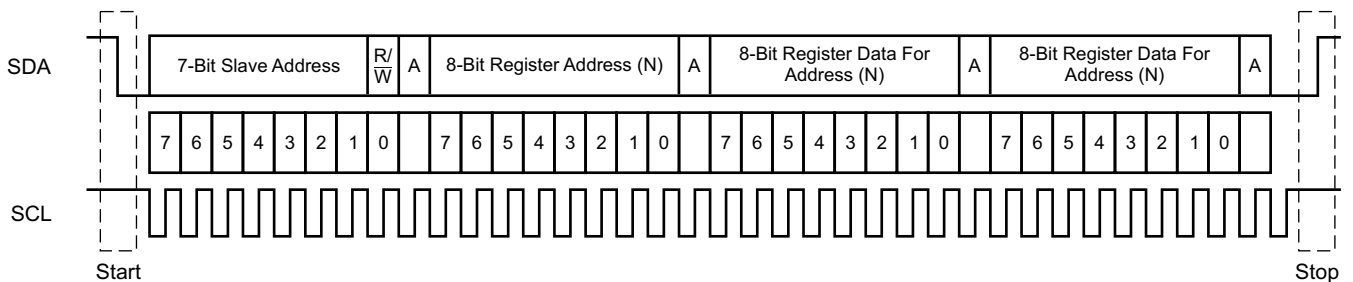 SDA
7-Bit Slave Address
R/
W
A
8-Bit Register Address (N)
A
8-Bit Register Data For
Address (N)
A
8-Bit Register Data For
Address (N)
A
7 6 5 4 3 2 1 0 7 6 5 4 3 2 1 0 7 6 5 4 3 2 1 0 7 6 5 4 3 2 1 0
SCL
Start
Stop